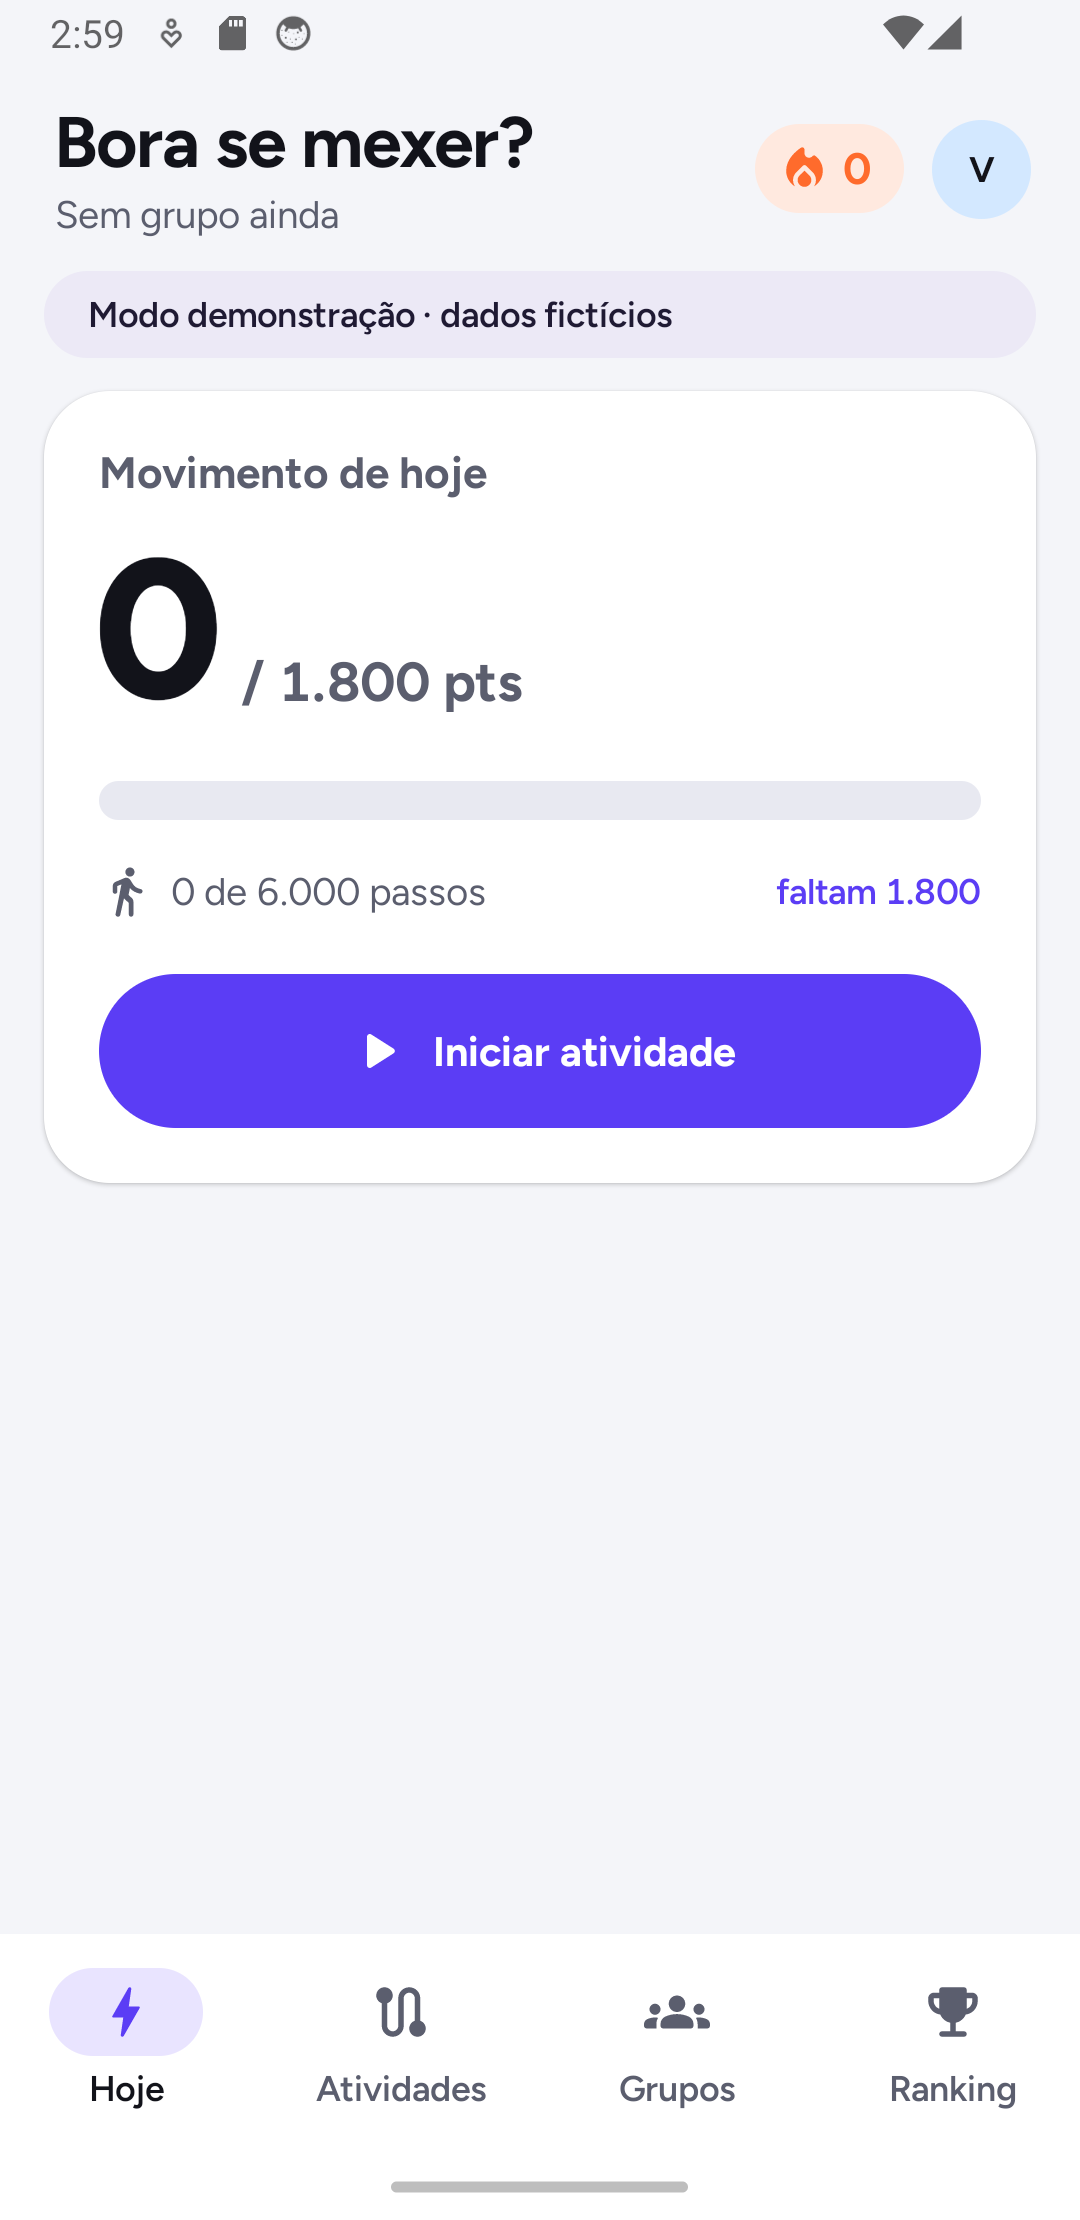 2:59
Bora se mexer?
Sem grupo ainda
0
V
Modo demonstração · dados fictícios
Movimento de hoje
0 / 1.800 pts
0 de 6.000 passos
faltam 1.800
Iniciar atividade
Hoje
Atividades
Grupos
Ranking